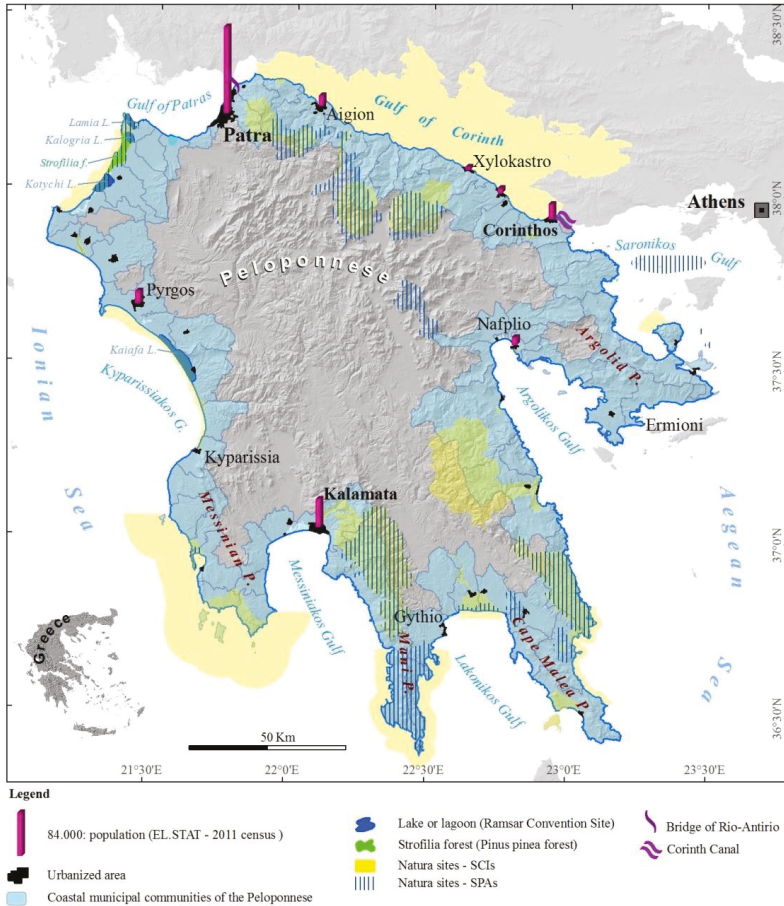 38°30'N
Gulf of Patras
Lamia L.
Kalogria L.
Strofilia f.
Kotychi L.
Patra
Aigion
Gulf of Corinth
Xylokastro
38°0'N
Athens
Corinthos
Saronikos Gulf
Peloponnese
Pyrgos
Nafplio
Argolid P.
Ionian Sea
Kaiafa L.
37°30'N
Kyparissiakos G.
Argolikos Gulf
Ermioni
Kyparissia
Kalamata
Messinian P.
Aegean Sea
37°0'N
Messiniakos Gulf
Gythio
Greece
Mani P.
Cape Malea P.
Lakonikos Gulf
36°30'N
50 Km
21°30'E
22°0'E
22°30'E
23°0'E
23°30'E
Legend
84.000: population (EL.STAT - 2011 census )
Urbanized area
Coastal municipal communities of the Peloponnese
Lake or lagoon (Ramsar Convention Site)
Strofilia forest (Pinus pinea forest)
Natura sites - SCIs
Natura sites - SPAs
Bridge of Rio-Antirio
Corinth Canal